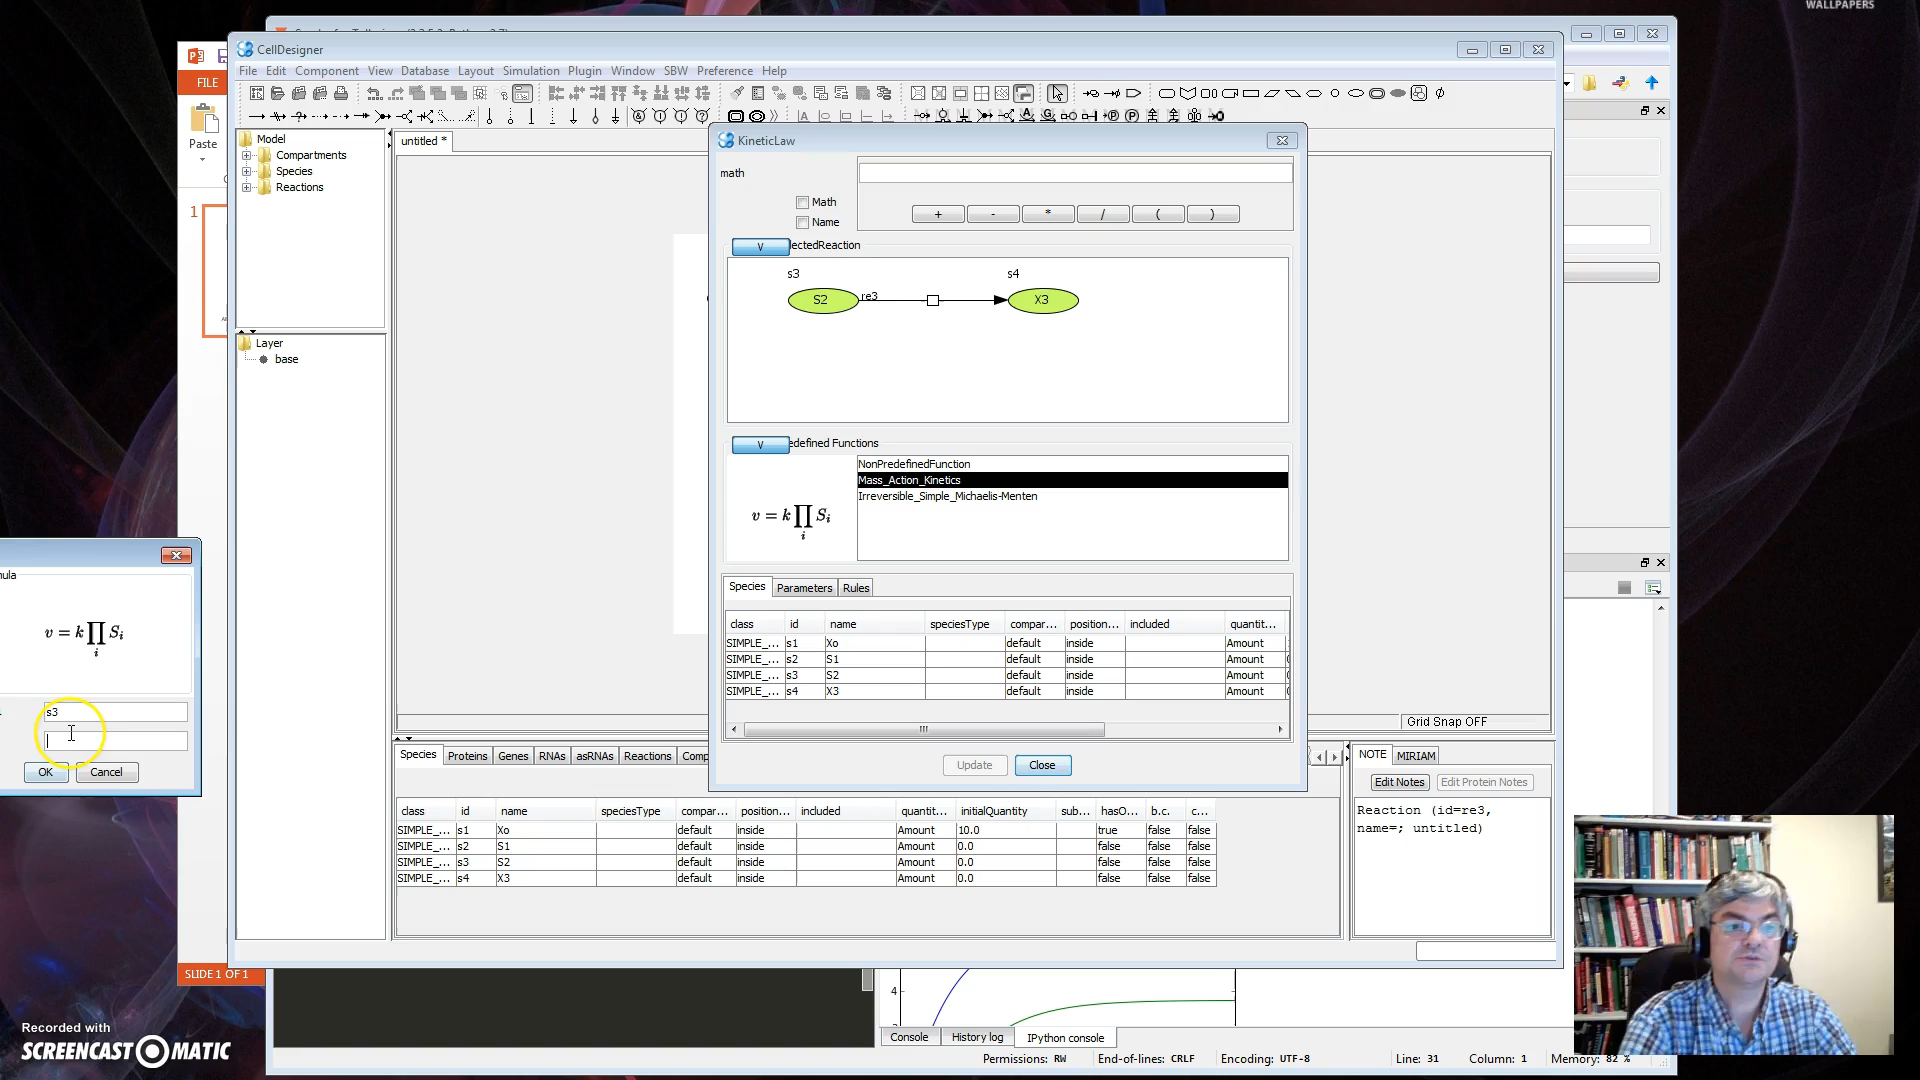 WALLPAPERS
CellDesigner
File Edit Component View Database Layout Simulation Plugin Window SBW Preference Help
FILE
Paste
1
SLIDE 1 OF 1
Model
Compartments
Species
Reactions
Layer
base
untitled *
KineticLaw
math
Math
Name
+ - * / ( )
V
lectedReaction
s3
s4
S2
re3
X3
V
edefined Functions
NonPredefinedFunction
Mass_Action_Kinetics
Irreversible_Simple_Michaelis-Menten
v = k∏Si
i
Species Parameters Rules
class id name speciesType compar... position... included quantit...
SIMPLE_... s1 Xo default inside Amount
SIMPLE_... s2 S1 default inside Amount
SIMPLE_... s3 S2 default inside Amount
SIMPLE_... s4 X3 default inside Amount
Update Close
nula
v = k∏Si
i
s3
OK Cancel
Grid Snap OFF
Species Proteins Genes RNAs asRNAs Reactions Comp
class id name speciesType compar... position... included quantit... initialQuantity sub... hasO... b.c. c...
SIMPLE_... s1 Xo default inside Amount 10.0 true false false
SIMPLE_... s2 S1 default inside Amount 0.0 false false false
SIMPLE_... s3 S2 default inside Amount 0.0 false false false
SIMPLE_... s4 X3 default inside Amount 0.0 false false false
NOTE MIRIAM
Edit Notes Edit Protein Notes
Reaction (id=re3,
name=; untitled)
4
Console History log IPython console
Permissions: RW End-of-lines: CRLF Encoding: UTF-8 Line: 31 Column: 1 Memory: 82 %
Recorded with
SCREENCAST-O-MATIC